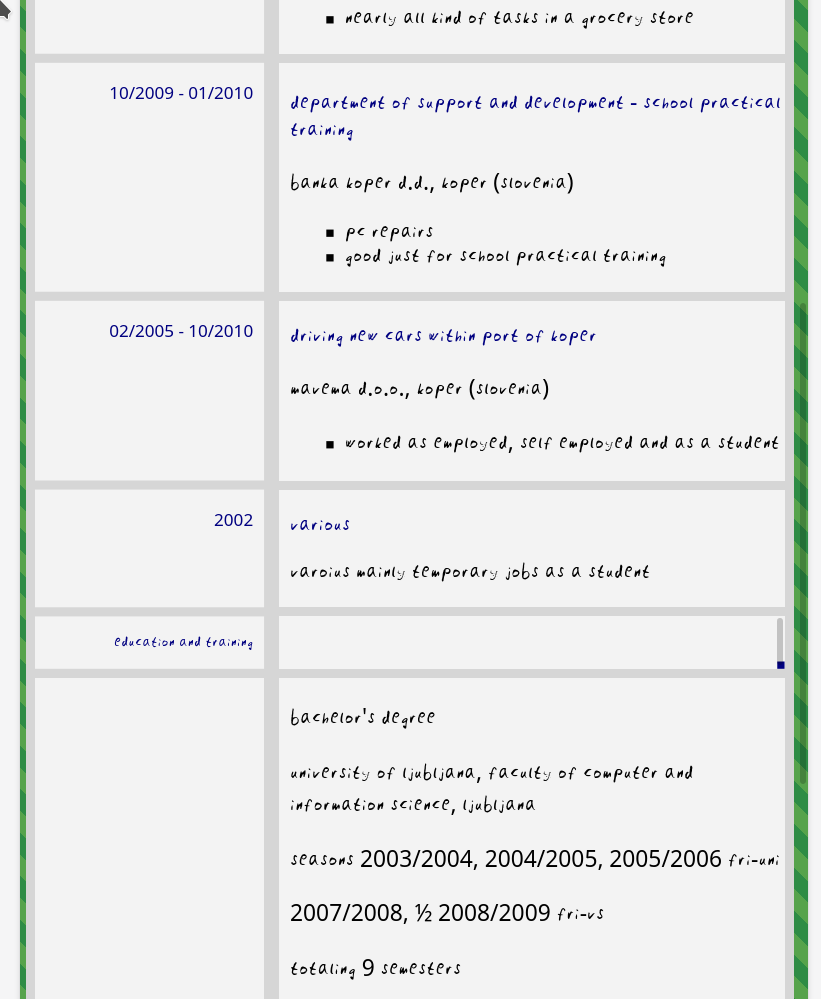 nearly all kind of tasks in a grocery store
10/2009 - 01/2010
department of support and development - school practical
training
banka koper d.d., koper (slovenia)
pc repairs
good just for school practical training
02/2005 - 10/2010
driving new cars within port of koper
mavema d.o.o., koper (slovenia)
worked as employed, self employed and as a student
2002
various
varoius mainly temporary jobs as a student
education and training
bachelor's degree
university of ljubljana, faculty of computer and
information science, ljubljana
seasons 2003/2004, 2004/2005, 2005/2006 fri-uni
2007/2008, ½ 2008/2009 fri-vs
totaling 9 semesters